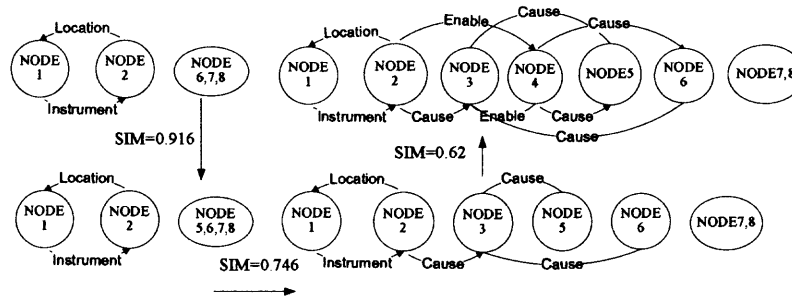 Location
NODE 1
NODE 2
NODE 6,7,8
Instrument
SIM=0.916
Location
Enable
Cause
Cause
NODE 1
NODE 2
NODE 3
NODE 4
NODE5
NODE 6
NODE7,8
Instrument
Cause
Enable
Cause
Cause
SIM=0.62
Location
NODE 1
NODE 2
NODE 5,6,7,8
Instrument
SIM=0.746
Location
Cause
NODE 1
NODE 2
NODE 3
NODE 5
NODE 6
NODE7,8
Instrument
Cause
Cause